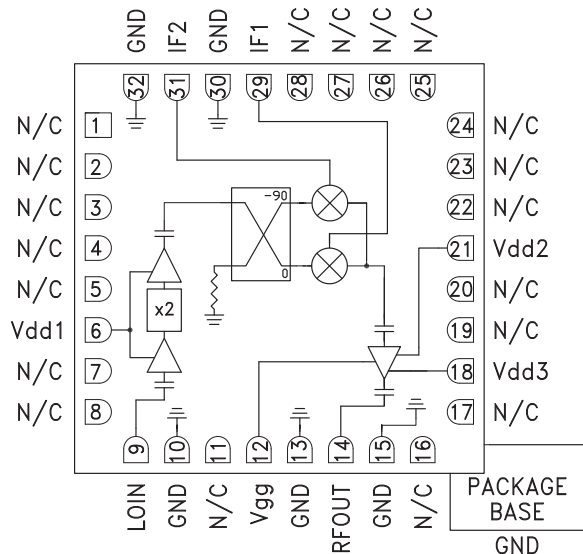 GND
IF2
GND
IF1
N/C
N/C
N/C
N/C
32
31
30
29
28
27
26
25
N/C 1
N/C 2
N/C 3
N/C 4
N/C 5
Vdd1 6
N/C 7
N/C 8
24 N/C
23 N/C
22 N/C
21 Vdd2
20 N/C
19 N/C
18 Vdd3
17 N/C
-90
0
x2
9
10
11
12
13
14
15
16
LOIN
GND
N/C
Vgg
GND
RFOUT
GND
N/C
PACKAGE
BASE
GND